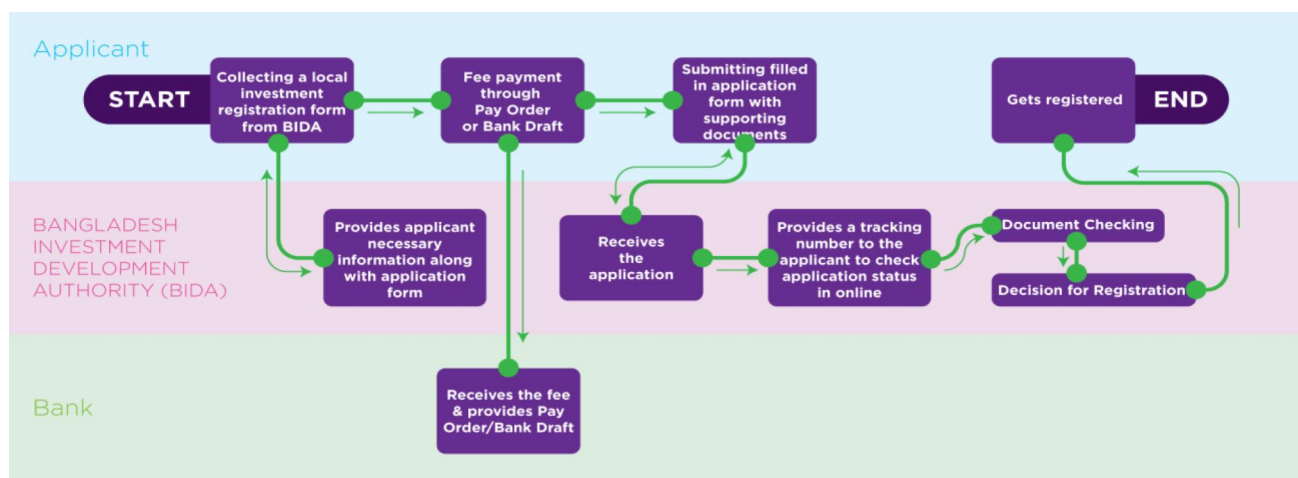 Applicant
START
Collecting a local
investment
registration form
from BIDA
Fee payment
through
Pay Order
or Bank Draft
Submitting filled
in application
form with
supporting
documents
Gets registered
END
BANGLADESH
INVESTMENT
DEVELOPMENT
AUTHORITY (BIDA)
Provides applicant
necessary
information along
with application
form
Receives
the
application
Provides a tracking
number to the
applicant to check
application status
in online
Document Checking
Decision for Registration
Bank
Receives the fee
& provides Pay
Order/Bank Draft